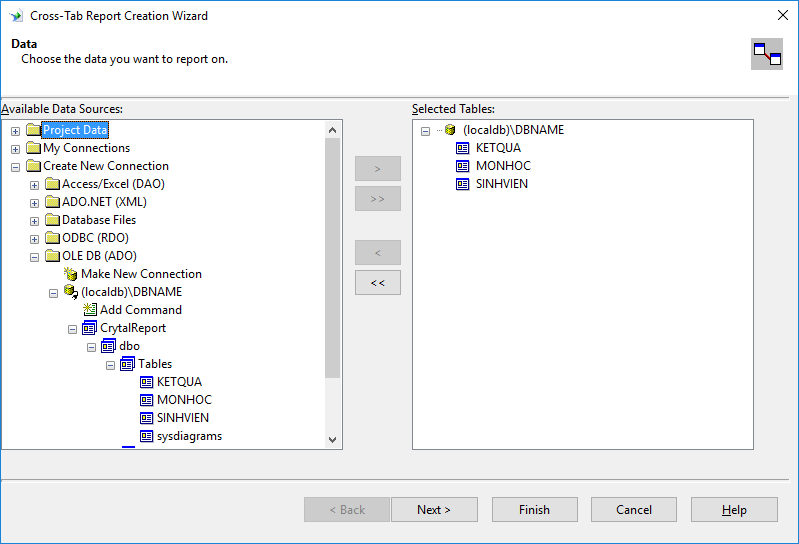 Cross-Tab Report Creation Wizard
Data
Choose the data you want to report on.
Available Data Sources:
Project Data
My Connections
Create New Connection
Access/Excel (DAO)
ADO.NET (XML)
Database Files
ODBC (RDO)
OLE DB (ADO)
Make New Connection
(localdb)\DBNAME
Add Command
CrytalReport
dbo
Tables
KETQUA
MONHOC
SINHVIEN
sysdiagrams
>
>>
<
<<
Selected Tables:
(localdb)\DBNAME
KETQUA
MONHOC
SINHVIEN
< Back
Next >
Finish
Cancel
Help